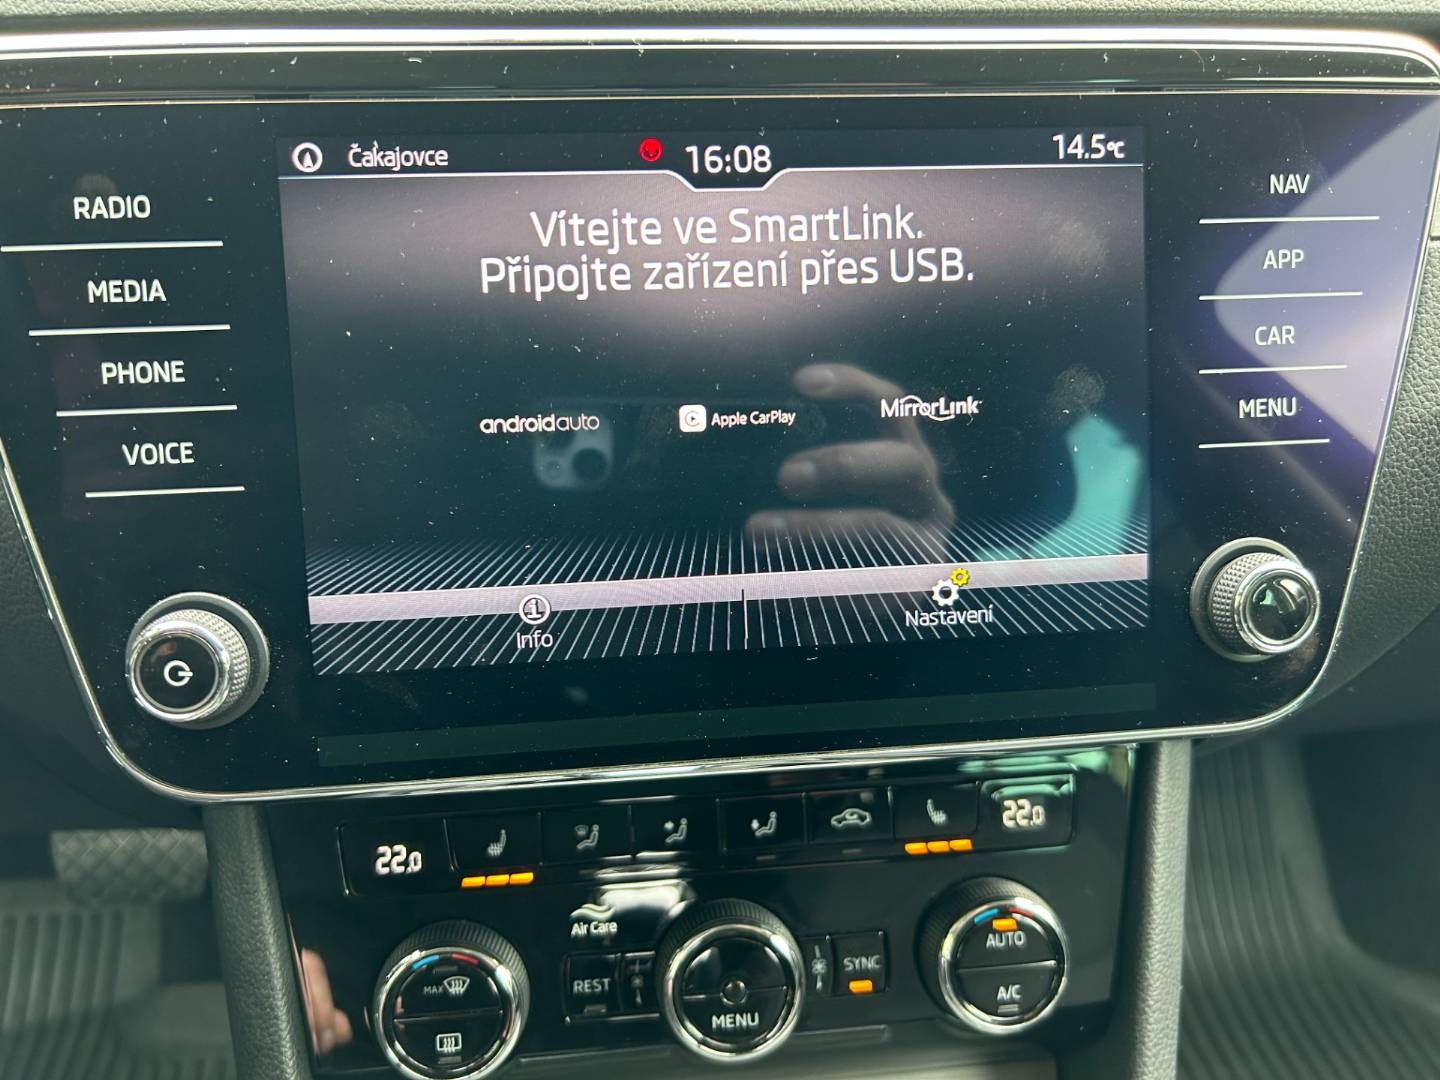 Čakajovce 16:08 14.5°C
Vítejte ve SmartLink.
Připojte zařízení přes USB.
androidauto Apple CarPlay MirrorLink
Info Nastavení
RADIO
MEDIA
PHONE
VOICE
NAV
APP
CAR
MENU
22.0 22.0
Air Care
REST SYNC
MAX
MENU
AUTO
A/C